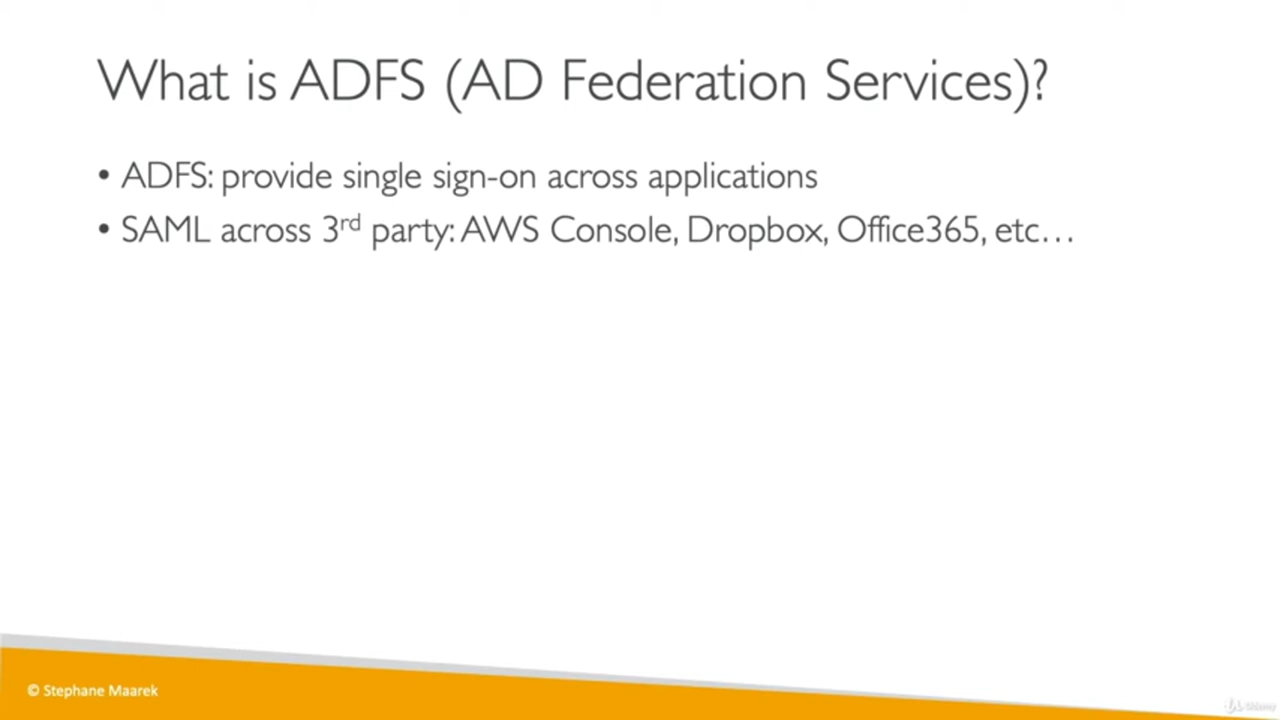 What is ADFS (AD Federation Services)?
• ADFS: provide single sign-on across applications
• SAML across 3rd party: AWS Console, Dropbox, Office365, etc…
© Stephane Maarek
Udemy